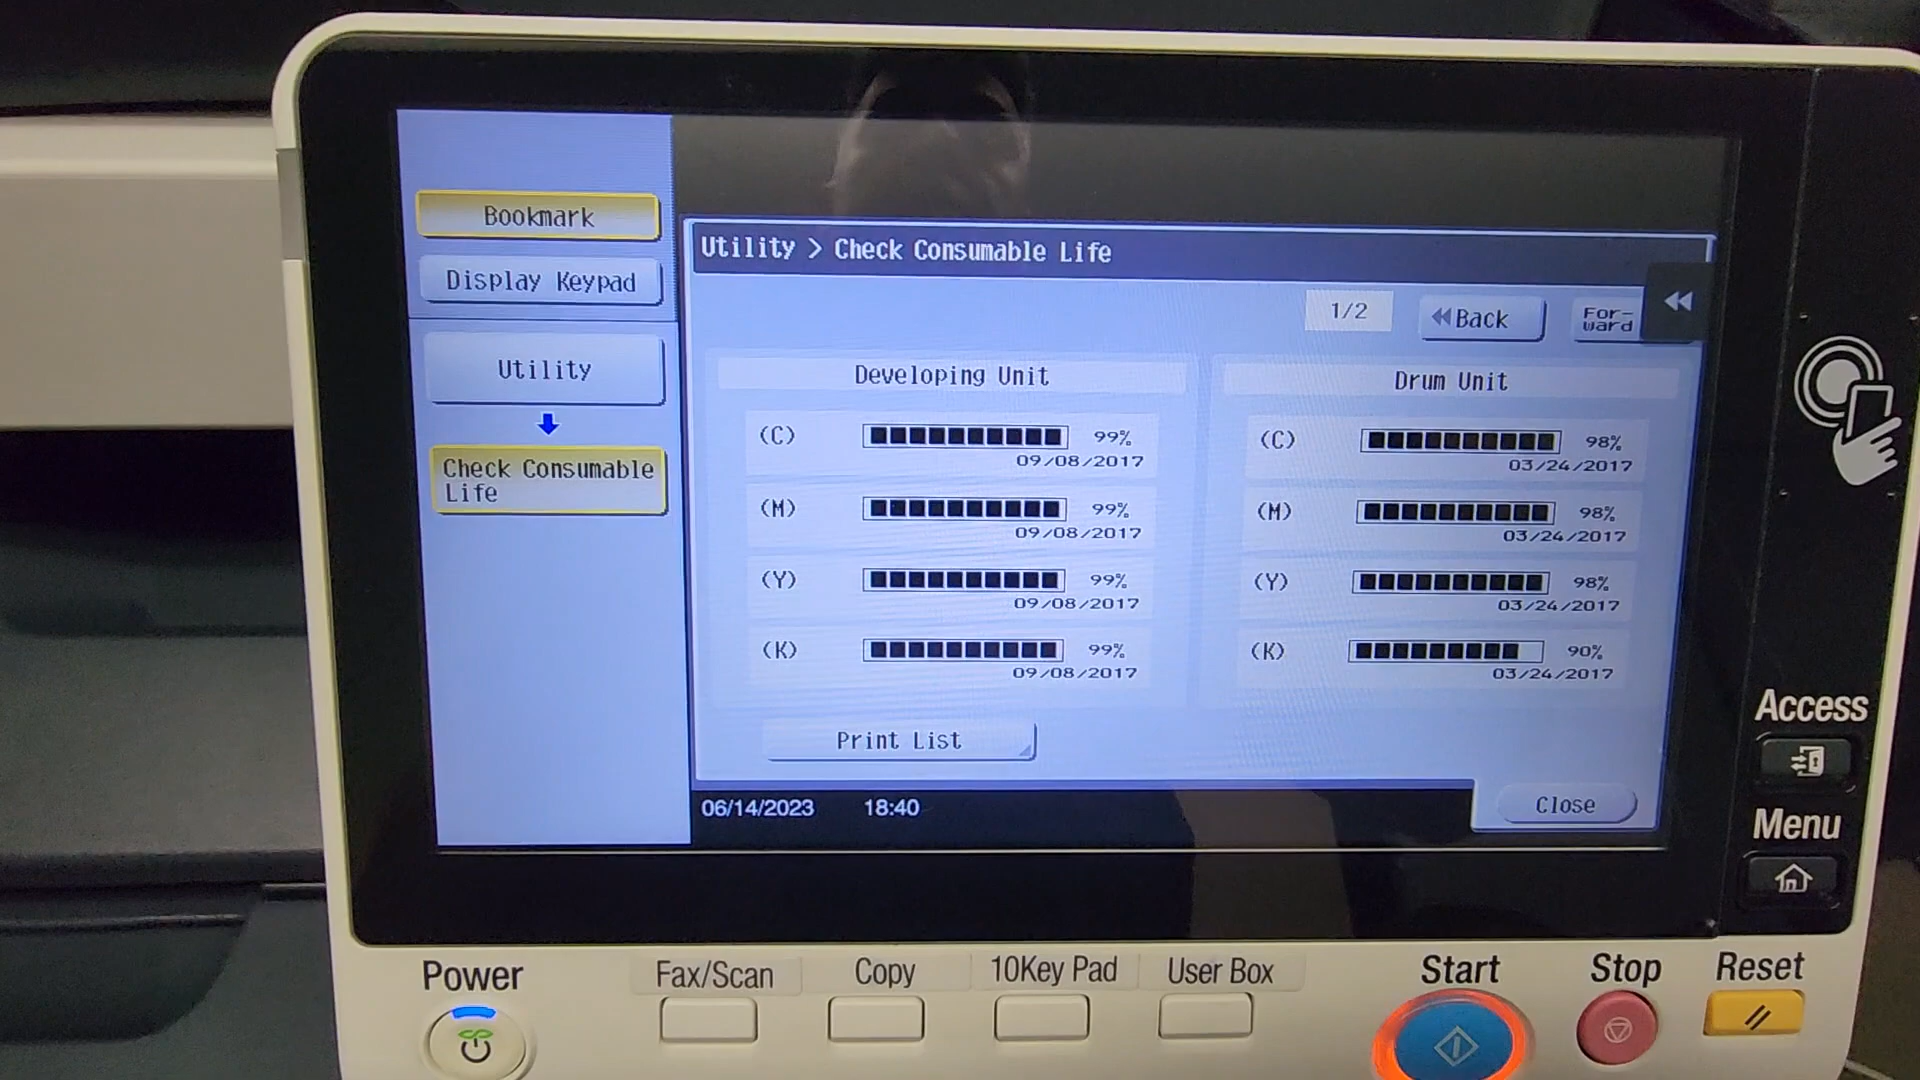 Bookmark
Display Keypad
Utility
Check Consumable
Life
Utility > Check Consumable Life
1/2
Back
For-
ward
Developing Unit
(C) 99%
09/08/2017
(M) 99%
09/08/2017
(Y) 99%
09/08/2017
(K) 99%
09/08/2017
Drum Unit
(C) 98%
03/24/2017
(M) 98%
03/24/2017
(Y) 98%
03/24/2017
(K) 90%
03/24/2017
Print List
06/14/2023 18:40
Close
Access
Menu
Power
Fax/Scan
Copy
10Key Pad
User Box
Start
Stop
Reset